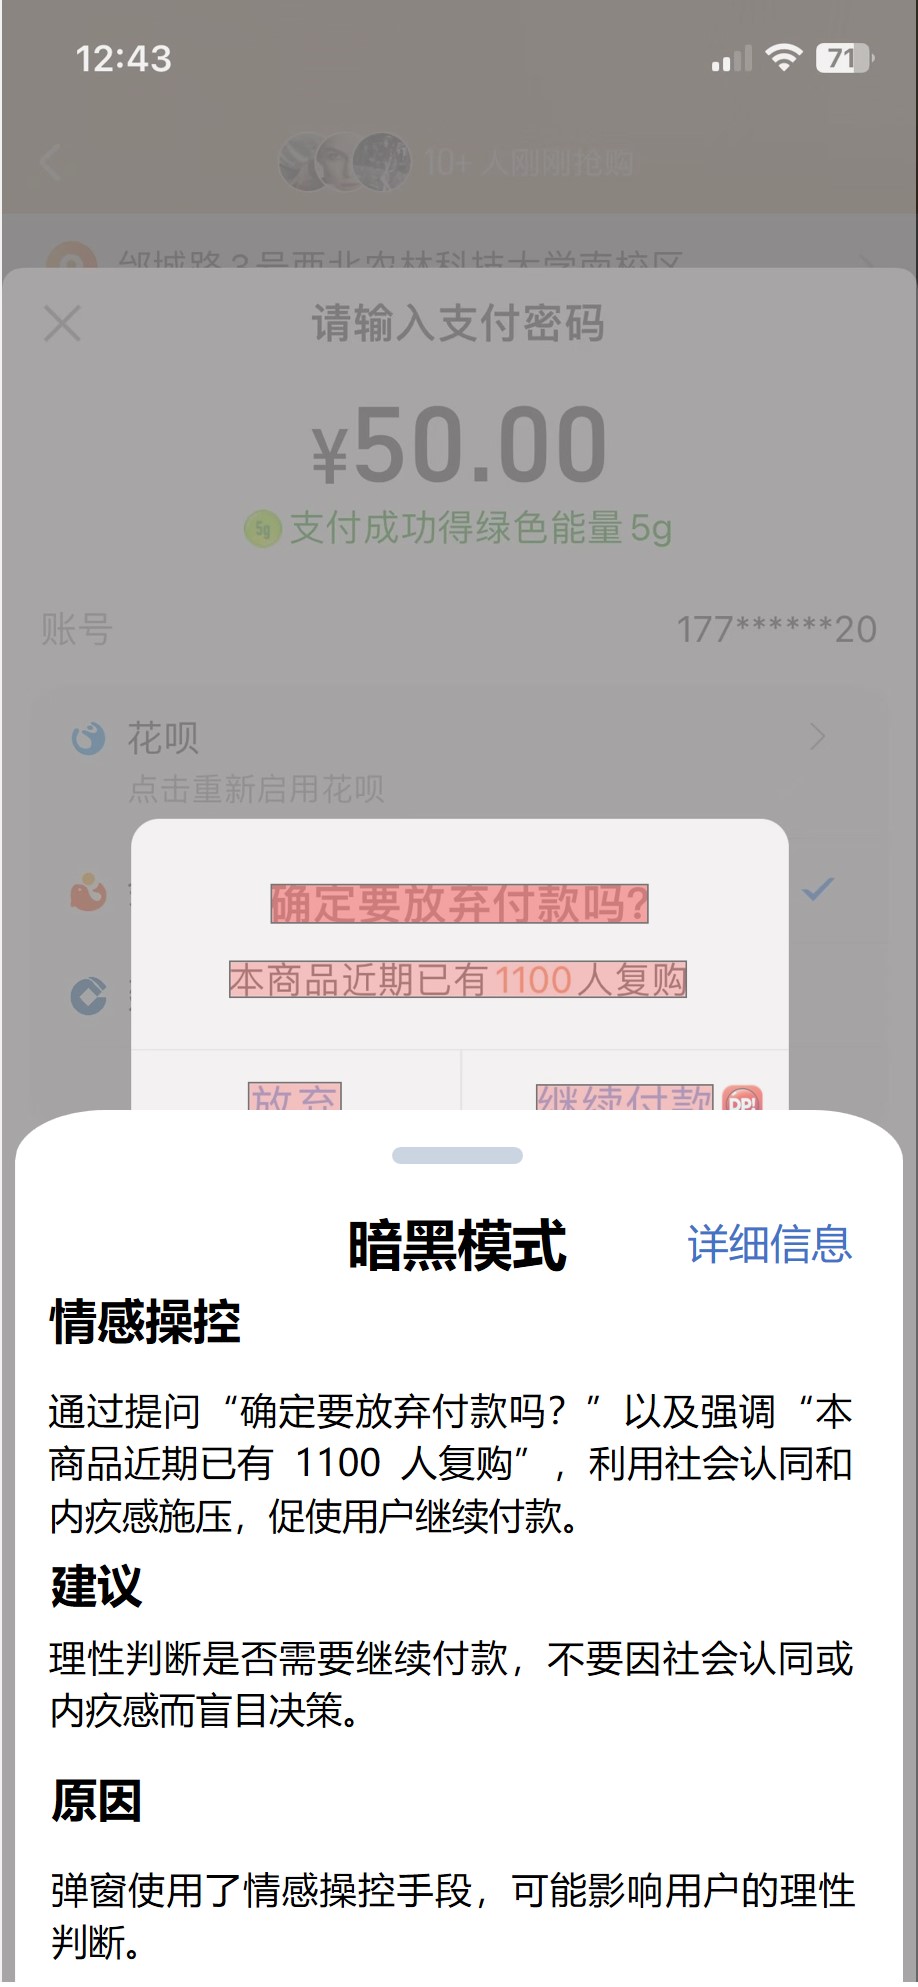 12:43
71
10+ 人刚刚抢购
邰城路3号西北农林科技大学南校区
请输入支付密码
¥50.00
5g 支付成功得绿色能量 5g
账号 177******20
花呗
点击重新启用花呗
确定要放弃付款吗?
本商品近期已有 1100 人复购
放弃 继续付款 DP!
暗黑模式 详细信息
情感操控
通过提问“确定要放弃付款吗？”以及强调“本
商品近期已有 1100 人复购”，利用社会认同和
内疚感施压，促使用户继续付款。
建议
理性判断是否需要继续付款，不要因社会认同或
内疚感而盲目决策。
原因
弹窗使用了情感操控手段，可能影响用户的理性
判断。